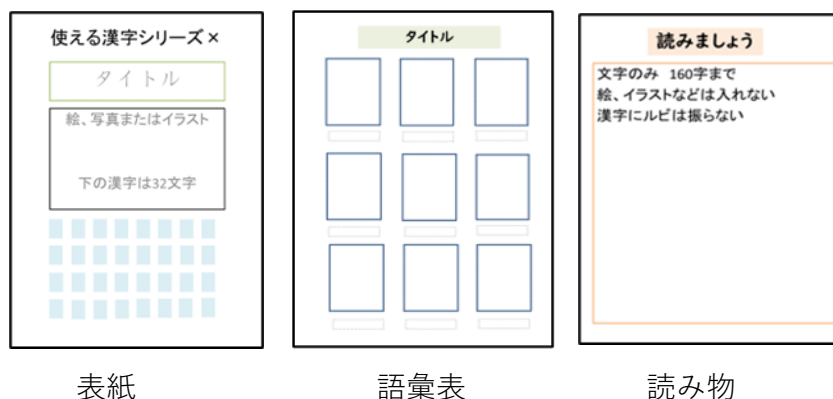 使える漢字シリーズ×
タイトル
絵、写真またはイラスト
下の漢字は32文字
タイトル
読みましょう
文字のみ 160字まで
絵、イラストなどは入れない
漢字にルビは振らない
表紙
語彙表
読み物